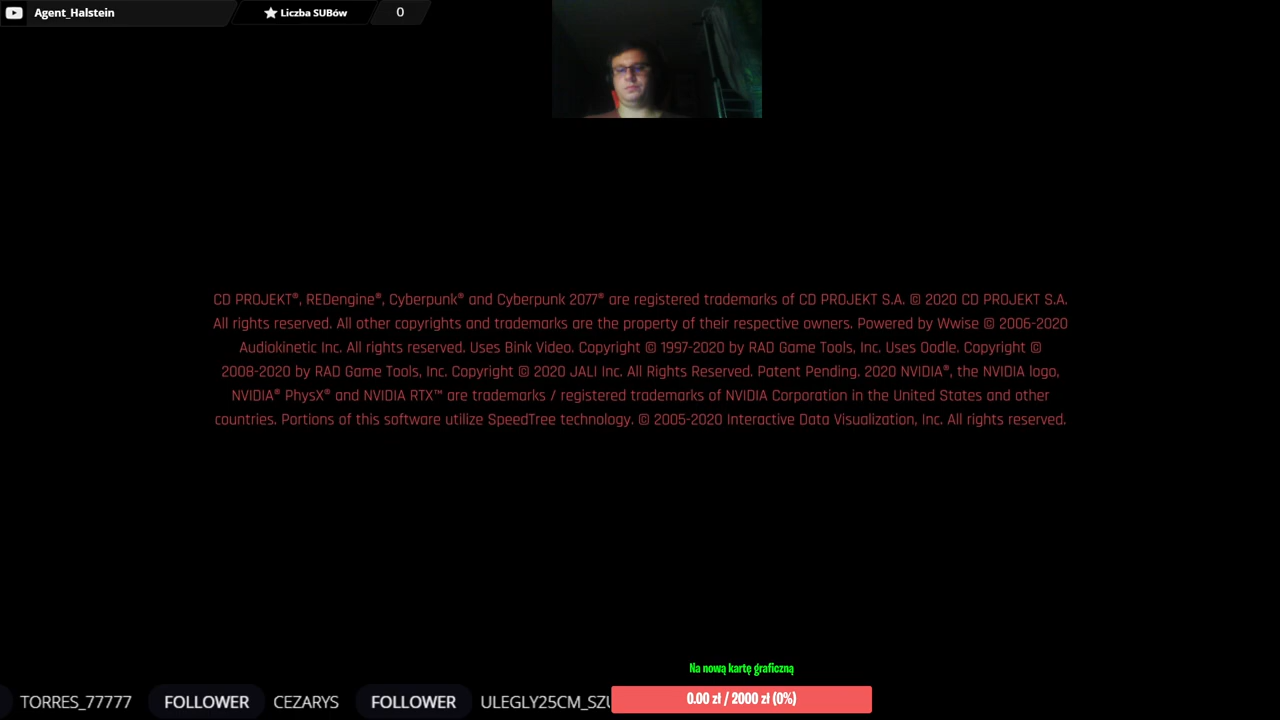 Agent_Halstein
Liczba SUBów
0
CD PROJEKT®, REDengine®, Cyberpunk® and Cyberpunk 2077® are registered trademarks of CD PROJEKT S.A. © 2020 CD PROJEKT S.A.
All rights reserved. All other copyrights and trademarks are the property of their respective owners. Powered by Wwise © 2006-2020
Audiokinetic Inc. All rights reserved. Uses Bink Video. Copyright © 1997-2020 by RAD Game Tools, Inc. Uses Oodle. Copyright ©
2008-2020 by RAD Game Tools, Inc. Copyright © 2020 JALI Inc. All Rights Reserved. Patent Pending. 2020 NVIDIA®, the NVIDIA logo,
NVIDIA® PhysX® and NVIDIA RTX™ are trademarks / registered trademarks of NVIDIA Corporation in the United States and other
countries. Portions of this software utilize SpeedTree technology. © 2005-2020 Interactive Data Visualization, Inc. All rights reserved.
Na nową kartę graficzną
TORRES_77777 FOLLOWER CEZARYS FOLLOWER ULEGLY25CM_SZ
0.00 zł / 2000 zł (0%)